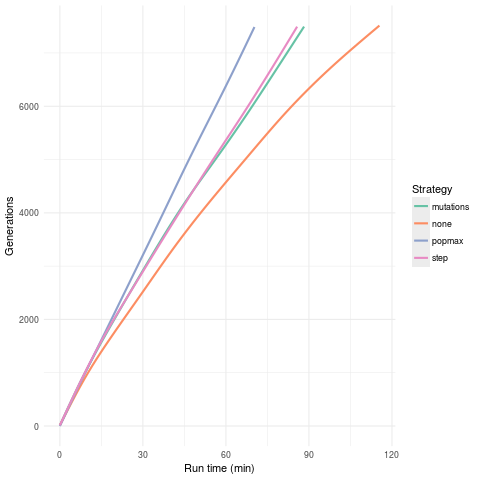 Generations
6000
4000
2000
0
0 30 60 90 120
Run time (min)
Strategy
mutations
none
popmax
step